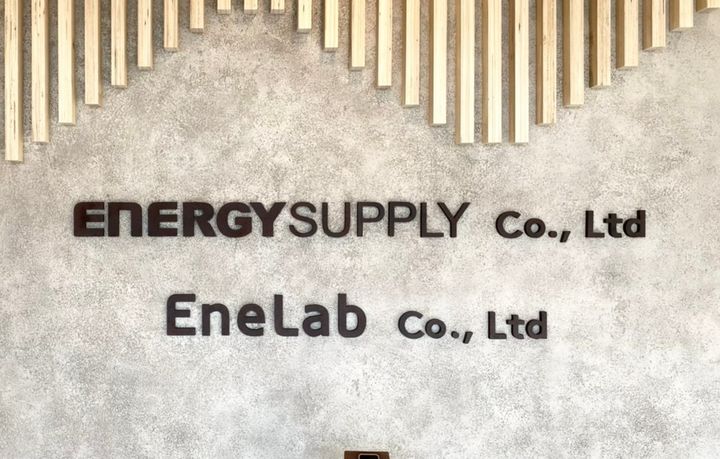 ENERGYSUPPLY Co., Ltd
EneLab Co., Ltd